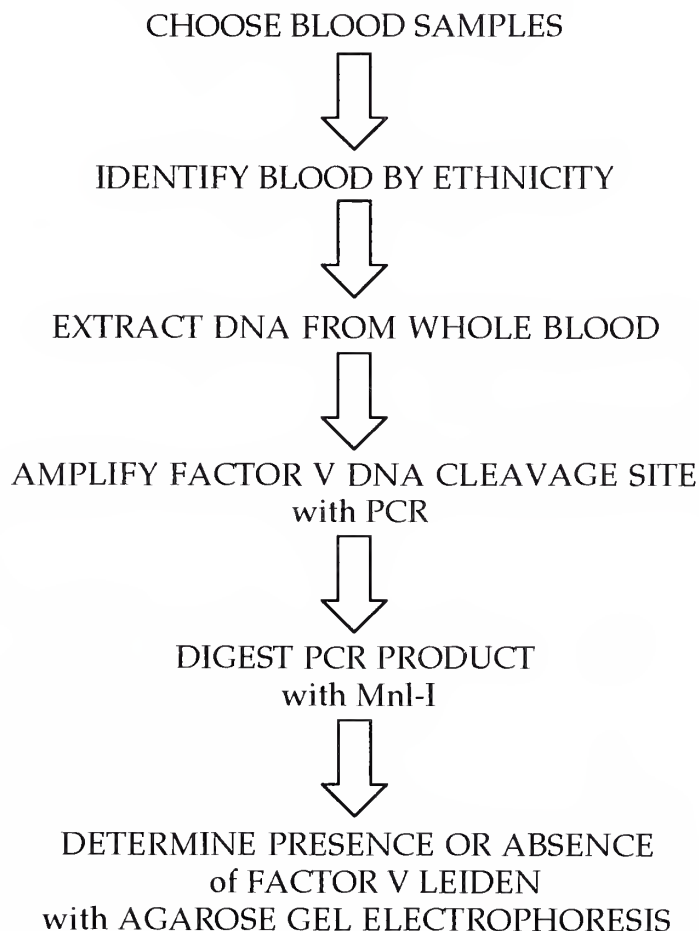 CHOOSE BLOOD SAMPLES
IDENTIFY BLOOD BY ETHNICITY
EXTRACT DNA FROM WHOLE BLOOD
AMPLIFY FACTOR V DNA CLEAVAGE SITE
with PCR
DIGEST PCR PRODUCT
with Mnl-I
DETERMINE PRESENCE OR ABSENCE
of FACTOR V LEIDEN
with AGAROSE GEL ELECTROPHORESIS